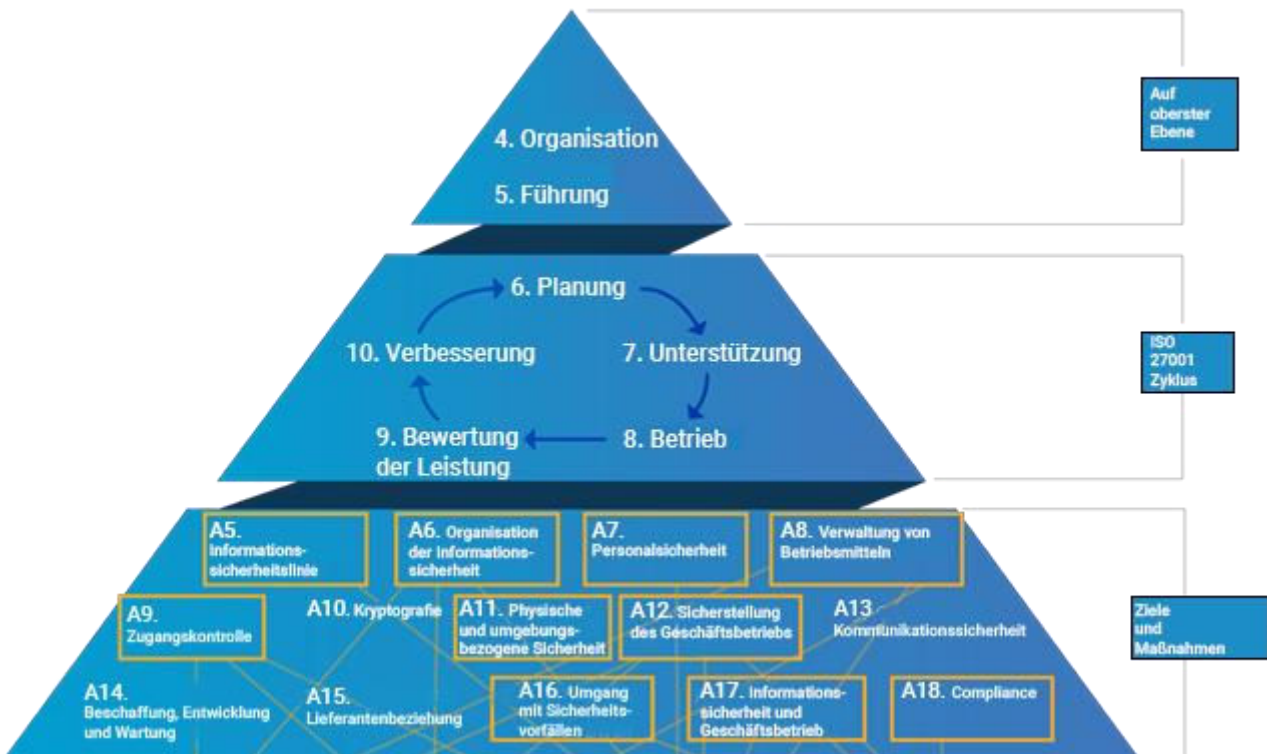 4. Organisation
5. Führung
Auf
oberster
Ebene
6. Planung
10. Verbesserung
7. Unterstützung
9. Bewertung
der Leistung
8. Betrieb
ISO
27001
Zyklus
A5.
Informations-
sicherheitslinie
A6. Organisation
der Informations-
sicherheit
A7.
Personalsicherheit
A8. Verwaltung von
Betriebsmitteln
A9.
Zugangskontrolle
A10. Kryptografie
A11. Physische
und umgebungs-
bezogene Sicherheit
A12. Sicherstellung
des Geschäftsbetriebs
A13
Kommunikationssicherheit
Ziele
und
Maßnahmen
A14.
Beschaffung, Entwicklung
und Wartung
A15.
Lieferantenbeziehung
A16. Umgang
mit Sicherheits-
vorfällen
A17. Informations-
sicherheit und
Geschäftsbetrieb
A18. Compliance